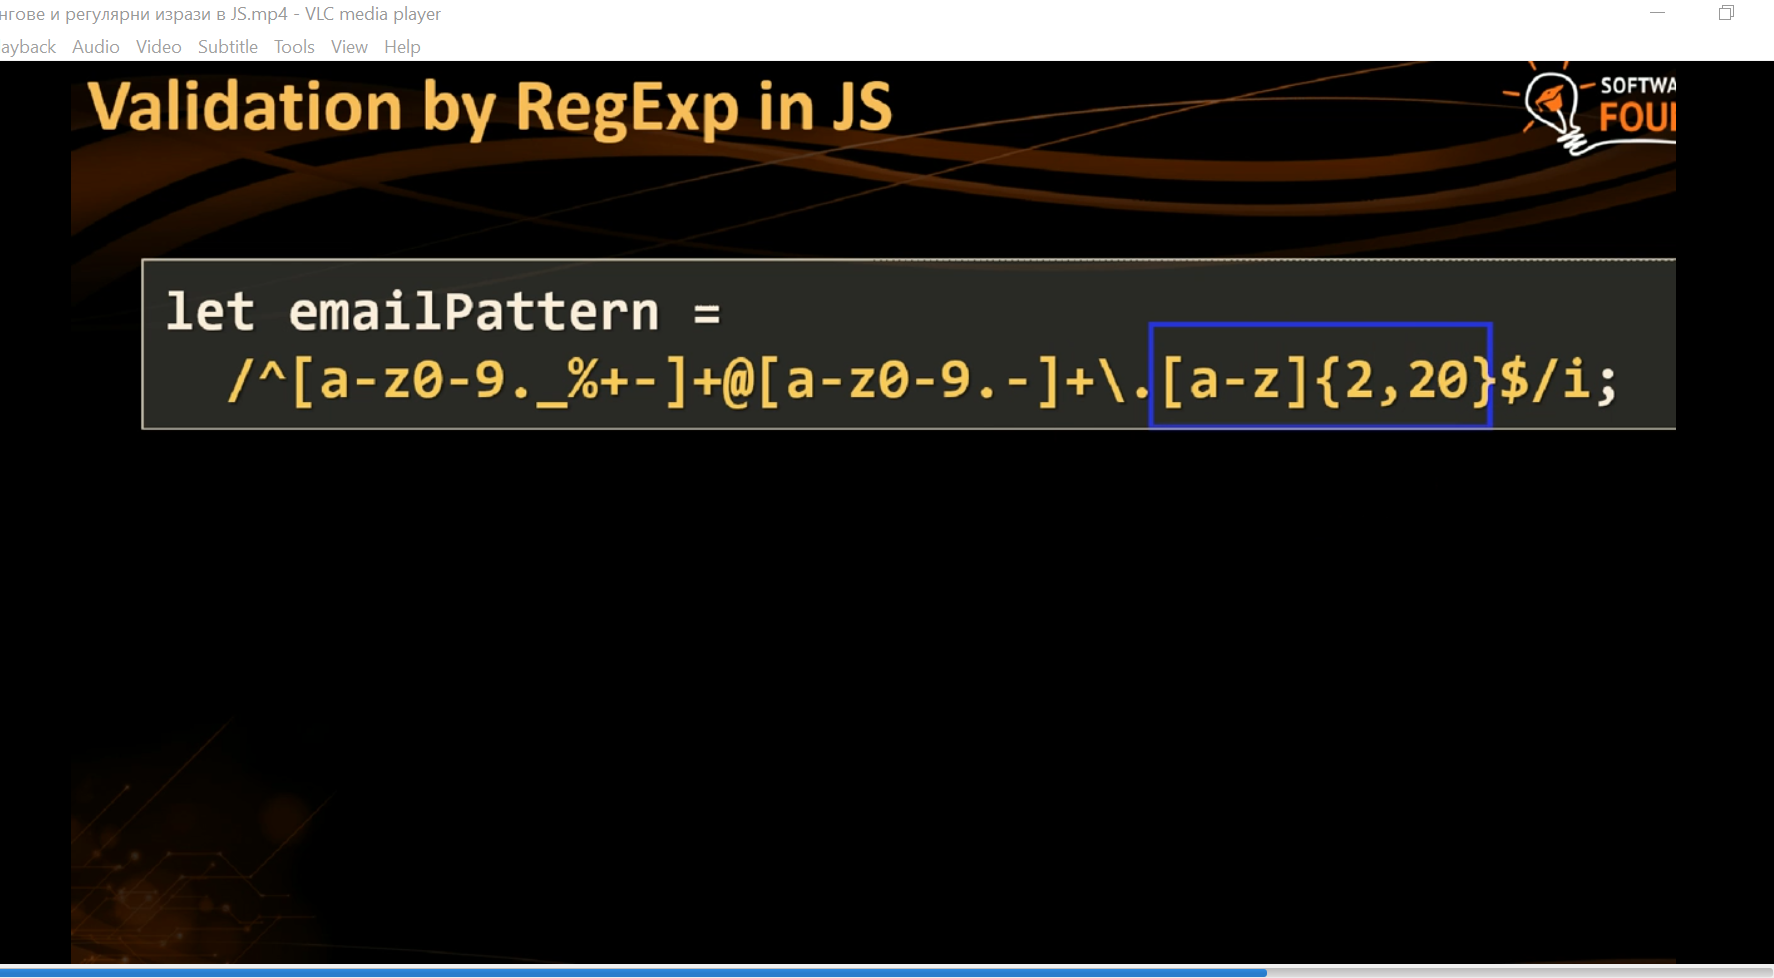 нгове и регулярни изрази в JS.mp4 - VLC media player
ayback Audio Video Subtitle Tools View Help
Validation by RegExp in JS
SOFTWA
FOU
let emailPattern =
/^[a-z0-9._%+-]+@[a-z0-9.-]+\.[a-z]{2,20}$/i;